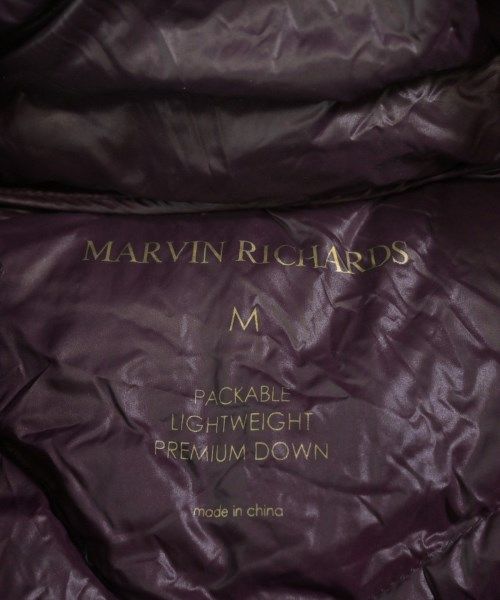 MARVIN RICHARDS
M
PACKABLE
LIGHTWEIGHT
PREMIUM DOWN
made in china